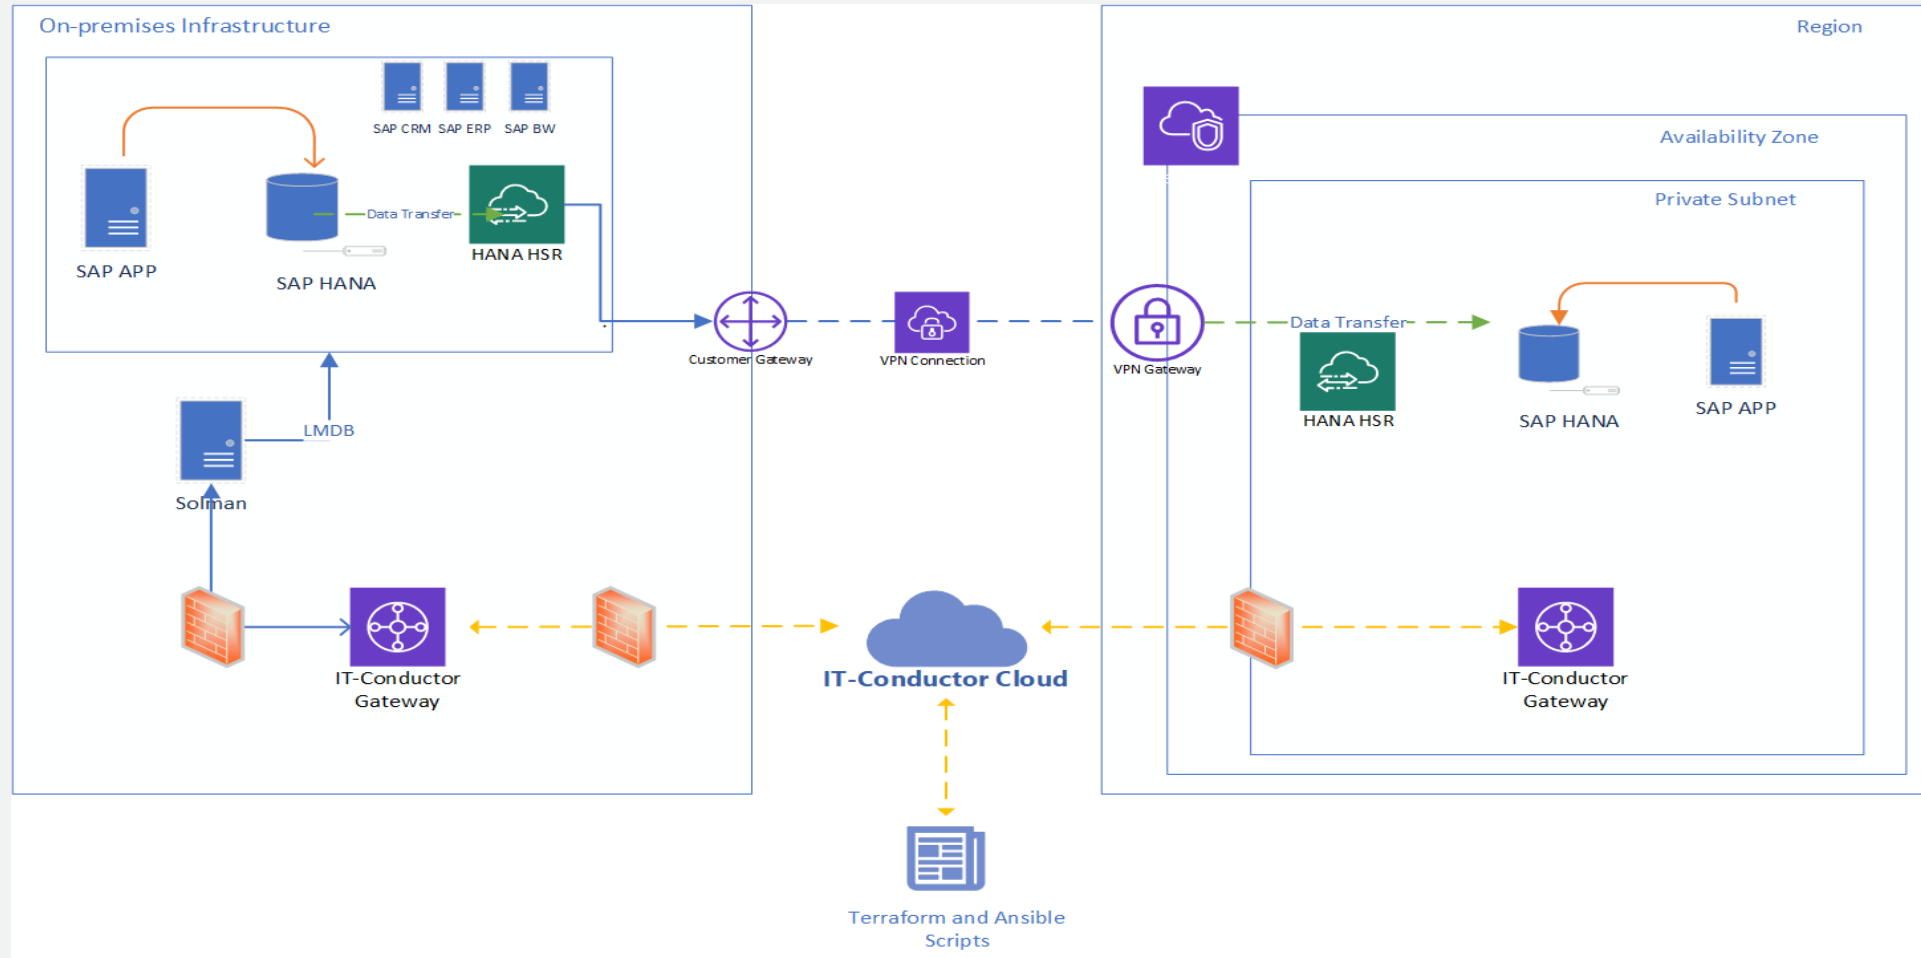 On-premises Infrastructure
Region
SAP CRM
SAP ERP
SAP BW
Availability Zone
Private Subnet
Data Transfer
SAP APP
SAP HANA
HANA HSR
Customer Gateway
VPN Connection
VPN Gateway
Data Transfer
HANA HSR
SAP HANA
SAP APP
LMDB
Solman
IT-Conductor
Gateway
IT-Conductor Cloud
IT-Conductor
Gateway
Terraform and Ansible
Scripts